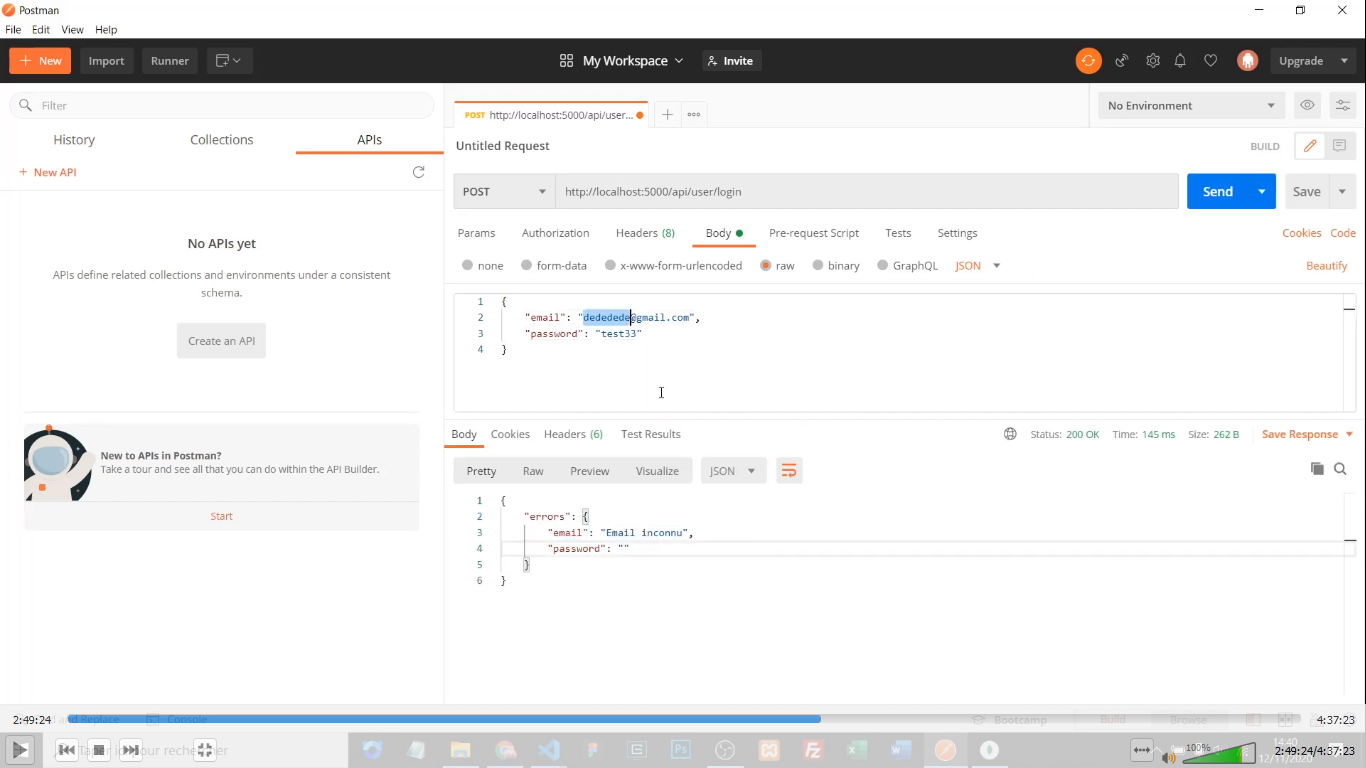 Postman
File Edit View Help
New Import Runner My Workspace Invite Upgrade
Filter
History Collections APIs
+ New API
No APIs yet
APIs define related collections and environments under a consistent
schema.
Create an API
New to APIs in Postman?
Take a tour and see all that you can do within the API Builder.
Start
POST http://localhost:5000/api/user...
No Environment
Untitled Request
BUILD
POST http://localhost:5000/api/user/login
Send Save
Params Authorization Headers (8) Body Pre-request Script Tests Settings Cookies Code
none form-data x-www-form-urlencoded raw binary GraphQL JSON Beautify
1 {
2 "email": "dededede@gmail.com",
3 "password": "test33"
4 }
Body Cookies Headers (6) Test Results Status: 200 OK Time: 145 ms Size: 262 B Save Response
Pretty Raw Preview Visualize JSON
1 {
2 "errors": {
3 "email": "Email inconnu",
4 "password": ""
5 }
6 }
2:49:24 and Replace Console Bootcamp Build Browse 4:37:23
100% 14:40
12/11/2020
2:49:24/4:37:23